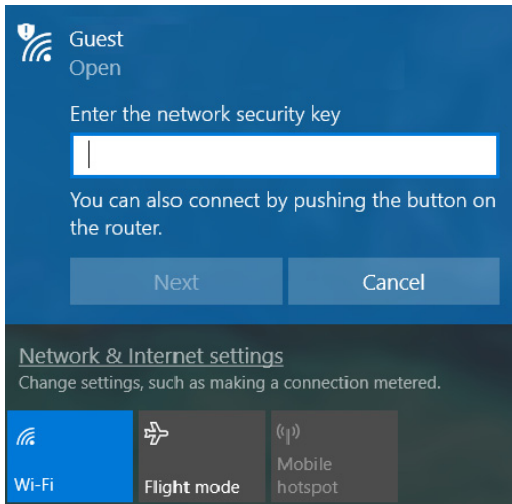 Guest
Open
Enter the network security key
You can also connect by pushing the button on
the router.
Next
Cancel
Network & Internet settings
Change settings, such as making a connection metered.
Wi-Fi
Flight mode
Mobile
hotspot